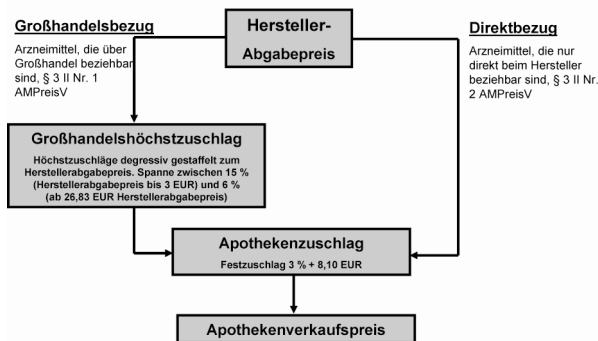 Großhandelsbezug
Arzneimittel, die über
Großhandel beziehbar
sind, § 3 II Nr. 1
AMPreisV
Hersteller-
Abgabepreis
Direktbezug
Arzneimittel, die nur
direkt beim Hersteller
beziehbar sind, § 3 II Nr.
2 AMPreisV
Großhandelshöchstzuschlag
Höchstzuschläge degressiv gestaffelt zum
Herstellerabgabepreis. Spanne zwischen 15 %
(Herstellerabgabepreis bis 3 EUR) und 6 %
(ab 26,83 EUR Herstellerabgabepreis)
Apothekenzuschlag
Festzuschlag 3 % + 8,10 EUR
Apothekenverkaufspreis